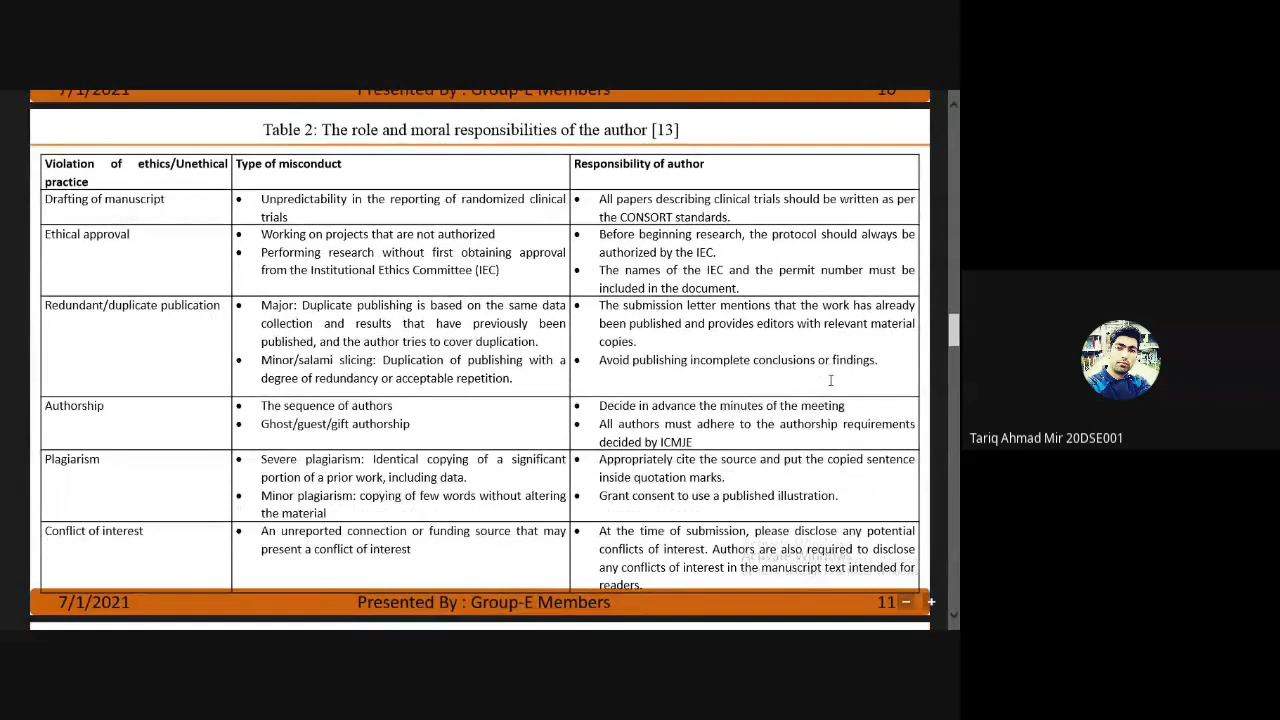 7/1/2021 Presented By : Group-E Members 10
Table 2: The role and moral responsibilities of the author [13]
Violation of ethics/Unethical practice
Type of misconduct
Responsibility of author
Drafting of manuscript
• Unpredictability in the reporting of randomized clinical
trials
• All papers describing clinical trials should be written as per
the CONSORT standards.
Ethical approval
• Working on projects that are not authorized
• Performing research without first obtaining approval
from the Institutional Ethics Committee (IEC)
• Before beginning research, the protocol should always be
authorized by the IEC.
• The names of the IEC and the permit number must be
included in the document.
Redundant/duplicate publication
• Major: Duplicate publishing is based on the same data
collection and results that have previously been
published, and the author tries to cover duplication.
• Minor/salami slicing: Duplication of publishing with a
degree of redundancy or acceptable repetition.
• The submission letter mentions that the work has already
been published and provides editors with relevant material
copies.
• Avoid publishing incomplete conclusions or findings.
Authorship
• The sequence of authors
• Ghost/guest/gift authorship
• Decide in advance the minutes of the meeting
• All authors must adhere to the authorship requirements
decided by ICMJE
Plagiarism
• Severe plagiarism: Identical copying of a significant
portion of a prior work, including data.
• Minor plagiarism: copying of few words without altering
the material
• Appropriately cite the source and put the copied sentence
inside quotation marks.
• Grant consent to use a published illustration.
Conflict of interest
• An unreported connection or funding source that may
present a conflict of interest
• At the time of submission, please disclose any potential
conflicts of interest. Authors are also required to disclose
any conflicts of interest in the manuscript text intended for
readers.
Activate Windows
7/1/2021 Presented By : Group-E Members 11
Tariq Ahmad Mir 20DSE001